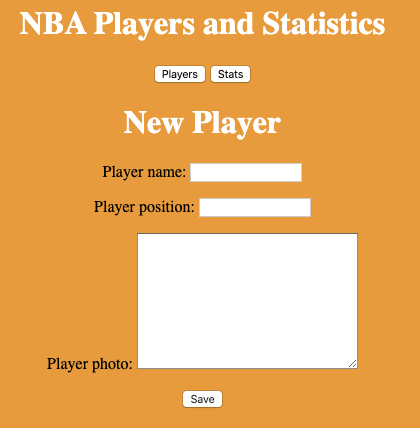 NBA Players and Statistics
Players Stats
New Player
Player name:
Player position:
Player photo:
Save